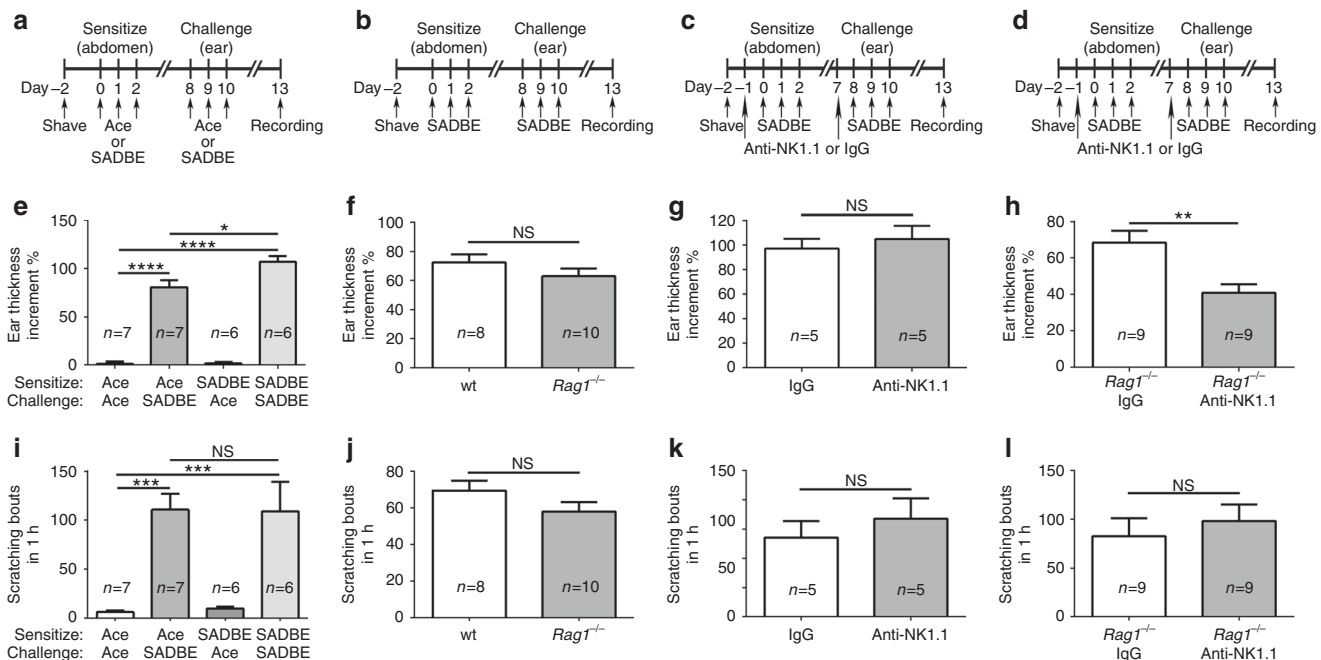 a
Sensitize
(abdomen)
Challenge
(ear)
Day –2 0 1 2 8 9 10 13
Shave Ace or SADBE Ace or SADBE Recording
b
Sensitize
(abdomen)
Challenge
(ear)
Day –2 0 1 2 8 9 10 13
Shave SADBE SADBE Recording
c
Sensitize
(abdomen)
Challenge
(ear)
Day –2 –1 0 1 2 7 8 9 10 13
Shave SADBE SADBE Recording
Anti-NK1.1 or IgG
d
Sensitize
(abdomen)
Challenge
(ear)
Day –2 –1 0 1 2 7 8 9 10 13
Shave SADBE SADBE Recording
Anti-NK1.1 or IgG
e
Ear thickness
increment %
150
100
50
0
*
****
****
n=7 n=7 n=6 n=6
Sensitize: Ace Ace SADBE SADBE
Challenge: Ace SADBE Ace SADBE
f
Ear thickness
increment %
100
80
60
40
20
0
NS
n=8 n=10
wt Rag1–/–
g
Ear thickness
increment %
120
100
80
60
40
20
0
NS
n=5 n=5
IgG Anti-NK1.1
h
Ear thickness
increment %
80
60
40
20
0
**
n=9 n=9
Rag1–/– Rag1–/–
IgG Anti-NK1.1
i
Scratching bouts
in 1 h
150
100
50
0
NS
***
***
n=7 n=7 n=6 n=6
Sensitize: Ace Ace SADBE SADBE
Challenge: Ace SADBE Ace SADBE
j
Scratching bouts
in 1 h
80
60
40
20
0
NS
n=8 n=10
wt Rag1–/–
k
Scratching bouts
in 1 h
150
100
50
0
NS
n=5 n=5
IgG Anti-NK1.1
l
Scratching bouts
in 1 h
150
100
50
0
NS
n=9 n=9
Rag1–/– Rag1–/–
IgG Anti-NK1.1